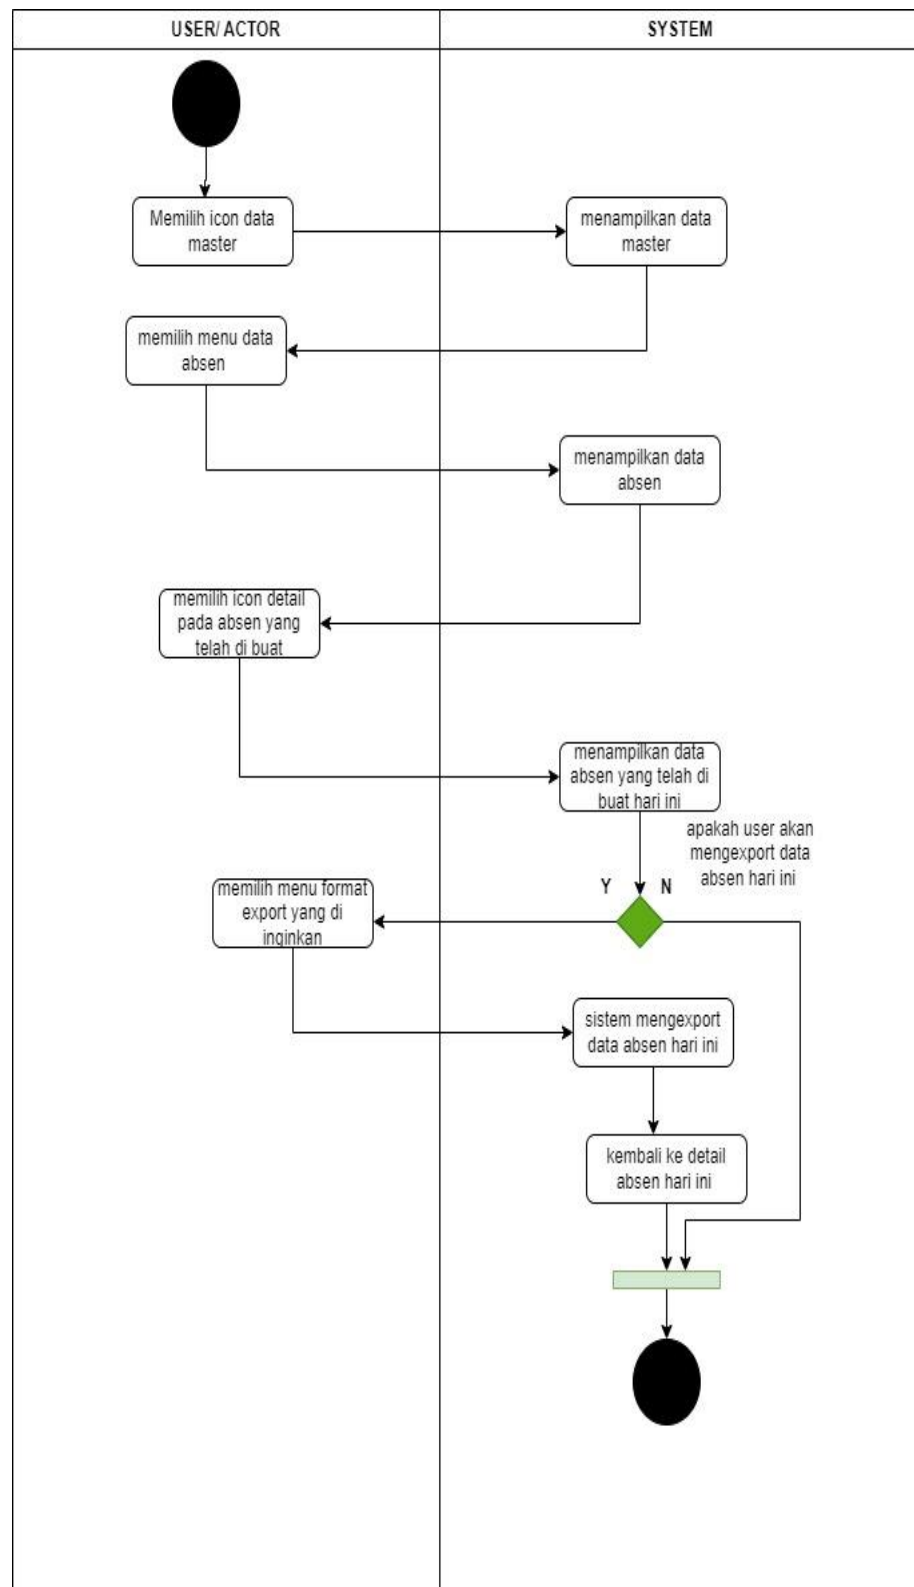 USER/ ACTOR
SYSTEM
Memilih icon data
master
menampilkan data
master
memilih menu data
absen
menampilkan data
absen
memilih icon detail
pada absen yang
telah di buat
menampilkan data
absen yang telah di
buat hari ini
apakah user akan
mengexport data
absen hari ini
Y
N
memilih menu format
export yang di
inginkan
sistem mengexport
data absen hari ini
kembali ke detail
absen hari ini